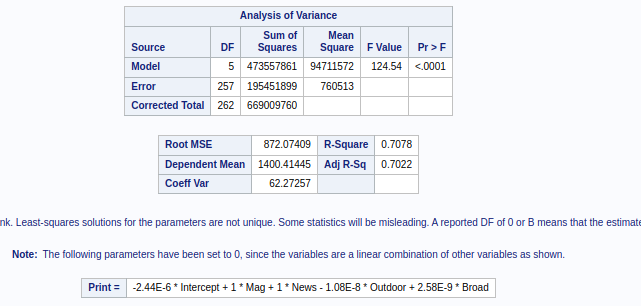 Analysis of Variance
Source DF Sum of Squares Mean Square F Value Pr > F
Model 5 473557861 94711572 124.54 <.0001
Error 257 195451899 760513
Corrected Total 262 669009760
Root MSE 872.07409 R-Square 0.7078
Dependent Mean 1400.41445 Adj R-Sq 0.7022
Coeff Var 62.27257
nk. Least-squares solutions for the parameters are not unique. Some statistics will be misleading. A reported DF of 0 or B means that the estimate
Note: The following parameters have been set to 0, since the variables are a linear combination of other variables as shown.
Print = -2.44E-6 * Intercept + 1 * Mag + 1 * News - 1.08E-8 * Outdoor + 2.58E-9 * Broad